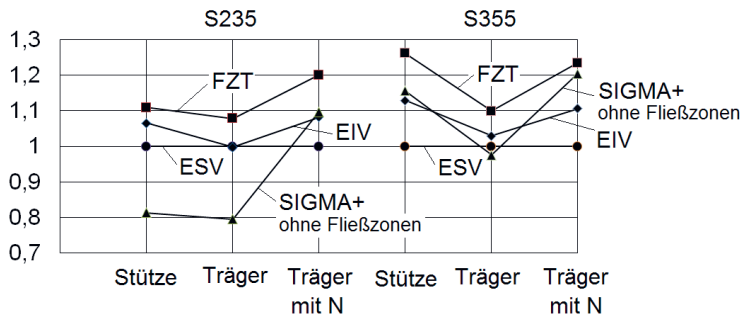 S235 S355
1,3
1,2
1,1
1
0,9
0,8
0,7
FZT
ESV
EIV
SIGMA+
ohne Fließzonen
FZT
ESV
SIGMA+
ohne Fließzonen
EIV
Stütze Träger Träger
mit N
Stütze Träger Träger
mit N